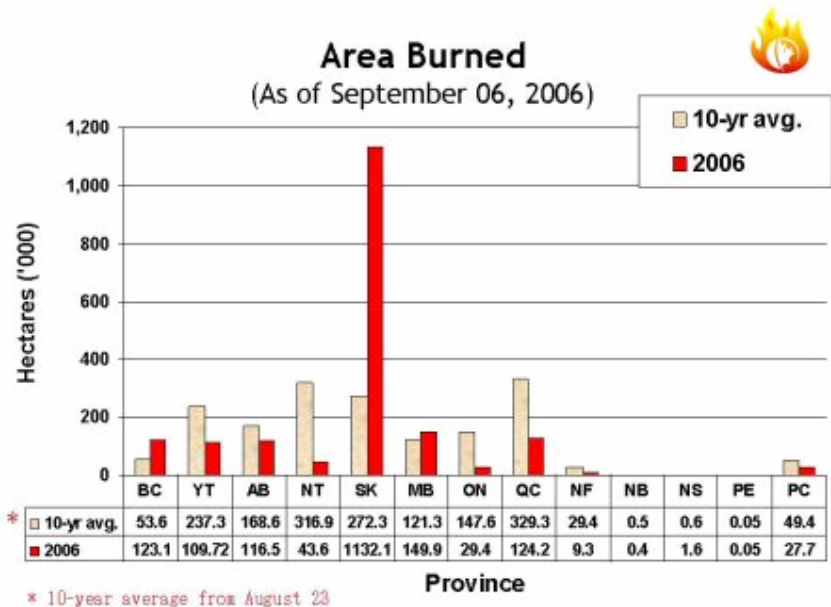 Area Burned
(As of September 06, 2006)
10-yr avg.
2006
1,200
1,000
800
600
400
200
0
Hectares ('000)
BC YT AB NT SK MB ON QC NF NB NS PE PC
* 10-yr avg. 53.6 237.3 168.6 316.9 272.3 121.3 147.6 329.3 29.4 0.5 0.6 0.05 49.4
2006 123.1 109.72 116.5 43.6 1132.1 149.9 29.4 124.2 9.3 0.4 1.6 0.05 27.7
Province
* 10-year average from August 23